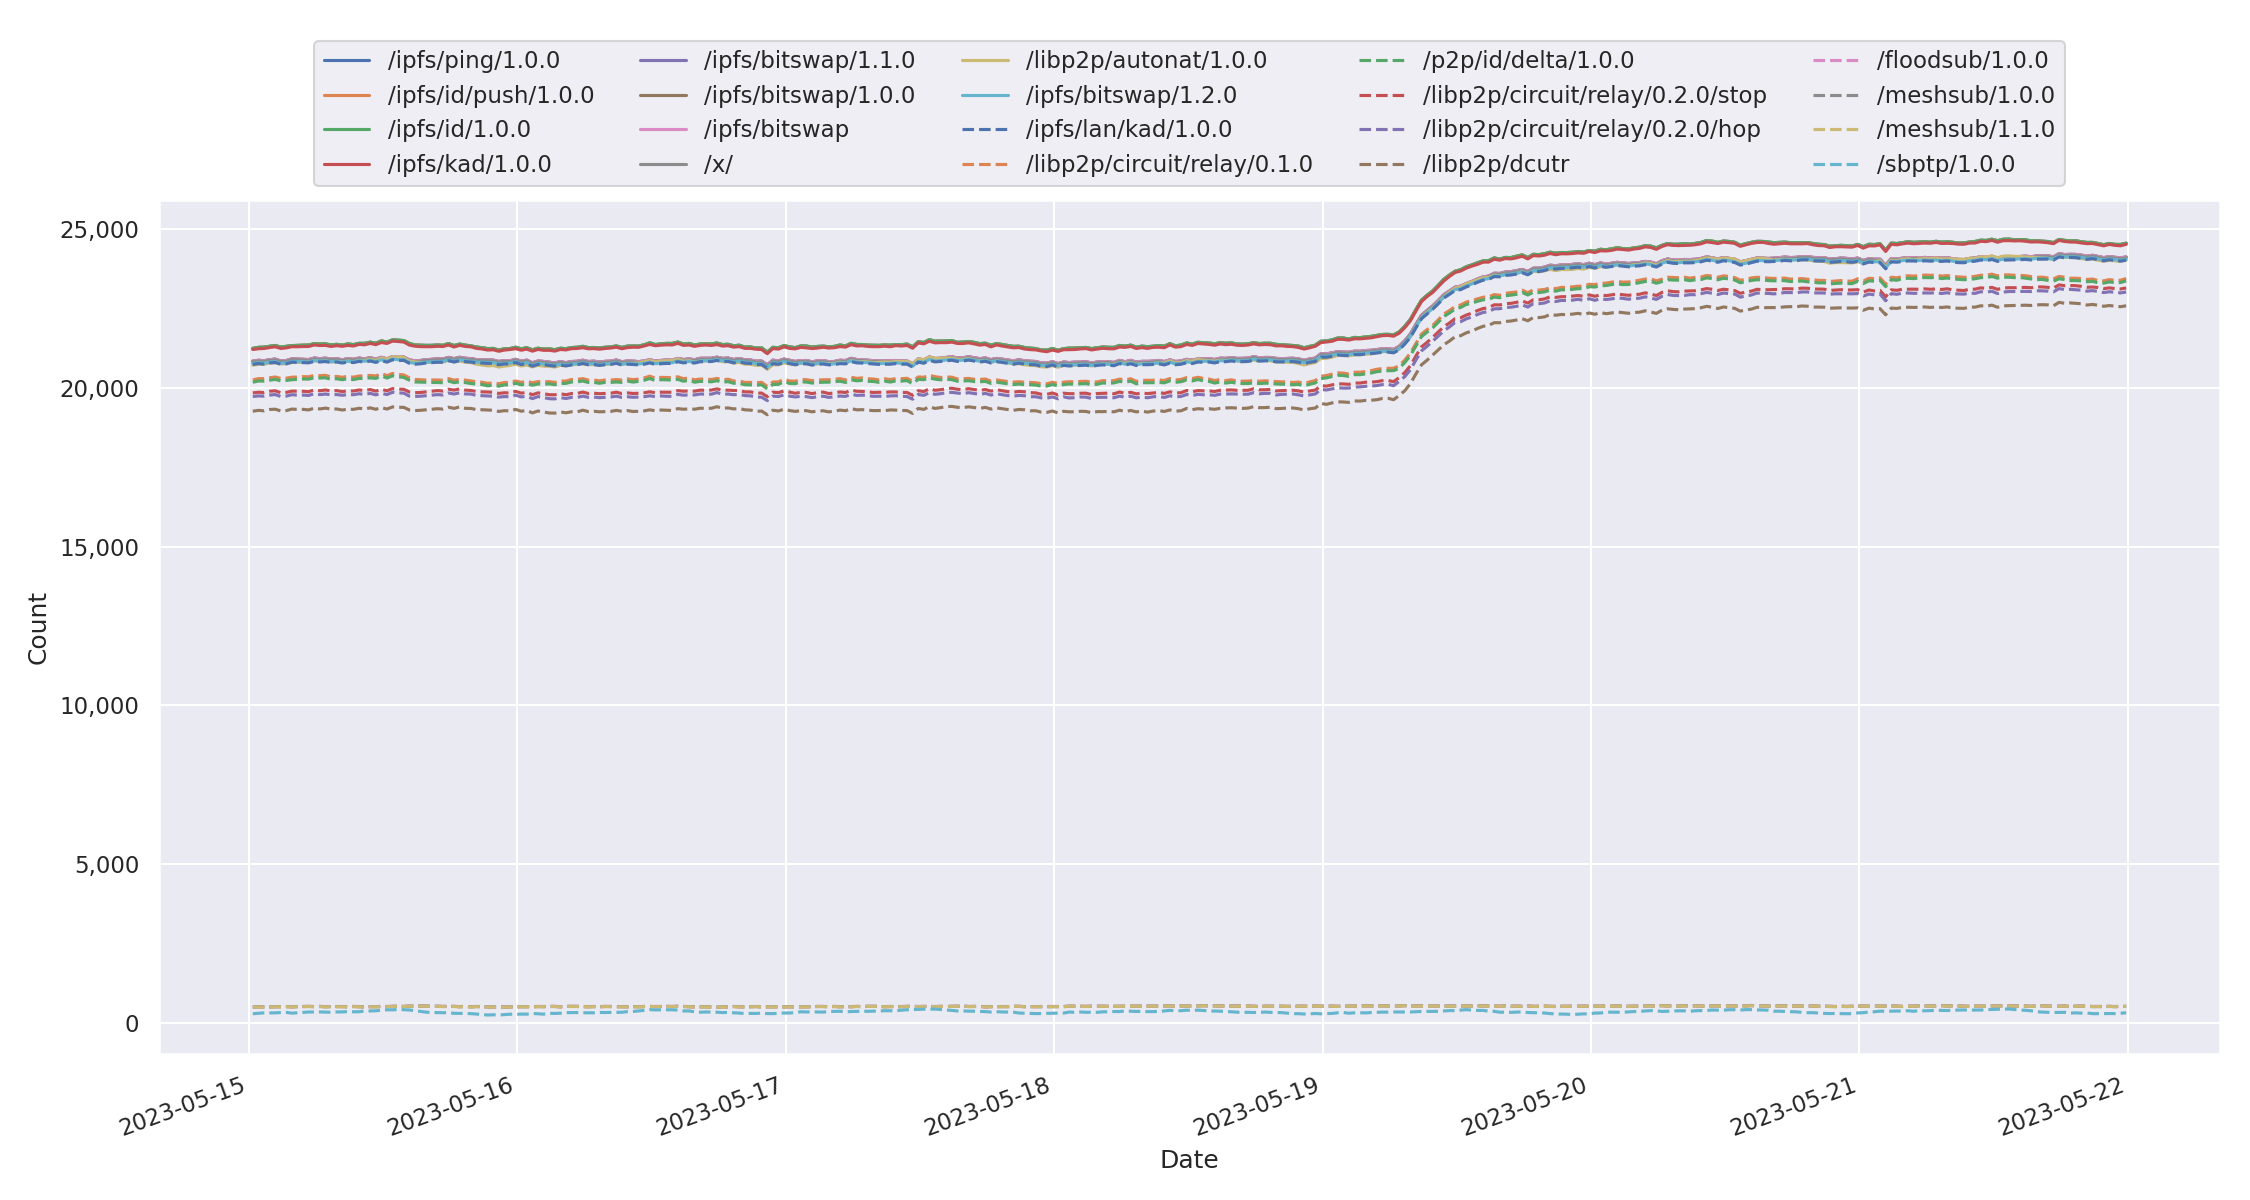 /ipfs/ping/1.0.0
/ipfs/id/push/1.0.0
/ipfs/id/1.0.0
/ipfs/kad/1.0.0
/ipfs/bitswap/1.1.0
/ipfs/bitswap/1.0.0
/ipfs/bitswap
/x/
/libp2p/autonat/1.0.0
/ipfs/bitswap/1.2.0
/ipfs/lan/kad/1.0.0
/libp2p/circuit/relay/0.1.0
/p2p/id/delta/1.0.0
/libp2p/circuit/relay/0.2.0/stop
/libp2p/circuit/relay/0.2.0/hop
/libp2p/dcutr
/floodsub/1.0.0
/meshsub/1.0.0
/meshsub/1.1.0
/sbptp/1.0.0
25,000
20,000
15,000
10,000
5,000
0
Count
2023-05-15
2023-05-16
2023-05-17
2023-05-18
2023-05-19
2023-05-20
2023-05-21
2023-05-22
Date